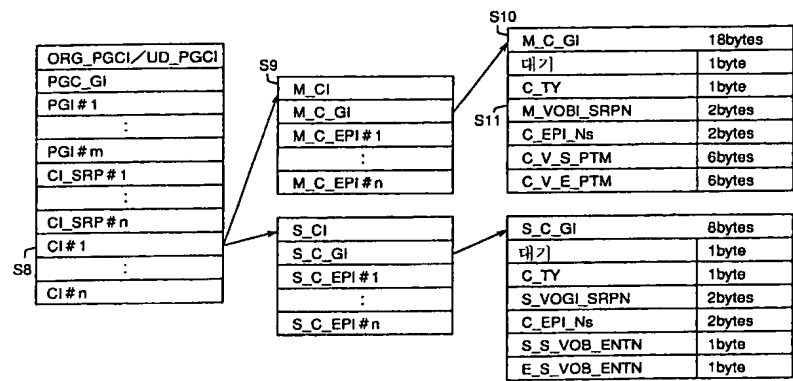 ORG_PGCI/UD_PGCI
PGC_GI
PGI#1
:
PGI#m
CI_SRP#1
:
CI_SRP#n
S8
CI#1
:
CI#n
S9
M_CI
M_C_GI
M_C_EPI#1
:
M_C_EPI#n
S_CI
S_C_GI
S_C_EPI#1
:
S_C_EPI#n
S10
M_C_GI 18bytes
대기 1byte
C_TY 1byte
S11
M_VOBI_SRPN 2bytes
C_EPI_Ns 2bytes
C_V_S_PTM 6bytes
C_V_E_PTM 6bytes
S_C_GI 8bytes
대기 1byte
C_TY 1byte
S_VOGI_SRPN 2bytes
C_EPI_Ns 2bytes
S_S_VOB_ENTN 1byte
E_S_VOB_ENTN 1byte